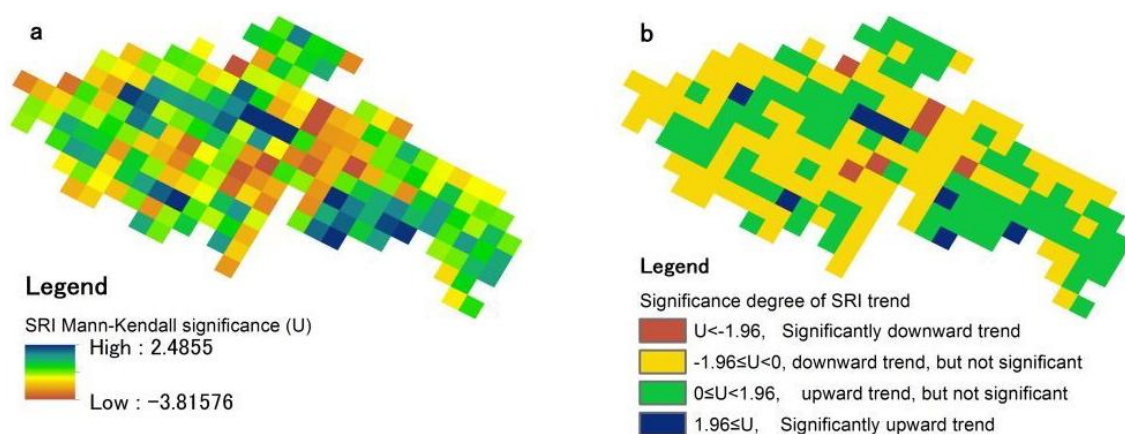 a
Legend
SRI Mann-Kendall significance (U)
High : 2.4855
Low : -3.81576
b
Legend
Significance degree of SRI trend
U<-1.96, Significantly downward trend
-1.96≤U<0, downward trend, but not significant
0≤U<1.96, upward trend, but not significant
1.96≤U, Significantly upward trend